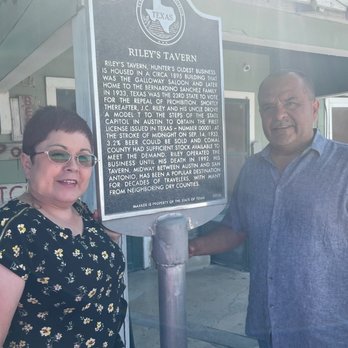 TEXAS
RILEY'S TAVERN
RILEY'S TAVERN, HUNTER'S OLDEST BUSINESS,
IS HOUSED IN A CIRCA 1895 BUILDING THAT
WAS THE GALLOWAY SALOON AND LATER
HOME TO THE BERNARDINO SANCHEZ FAMILY.
IN 1933, TEXAS WAS THE 23RD STATE TO VOTE
FOR THE REPEAL OF PROHIBITION. SHORTLY
THEREAFTER, J.C. RILEY AND HIS UNCLE DROVE
A MODEL T TO THE STEPS OF THE STATE
CAPITOL IN AUSTIN TO OBTAIN THE FIRST
LICENSE ISSUED IN TEXAS – NUMBER 00001. AT
THE STROKE OF MIDNIGHT ON SEP. 14, 1933,
3.2% BEER COULD BE SOLD AND COMAL
COUNTY HAD SUFFICIENT STOCK AVAILABLE TO
MEET THE DEMAND. RILEY OPERATED THE
BUSINESS UNTIL HIS DEATH IN 1992. HIS
TAVERN, MIDWAY BETWEEN AUSTIN AND SAN
ANTONIO, HAS BEEN A POPULAR DESTINATION
FOR DECADES OF TRAVELERS, WITH MANY
FROM NEIGHBORING DRY COUNTIES.
MARKER IS PROPERTY OF THE STATE OF TEXAS